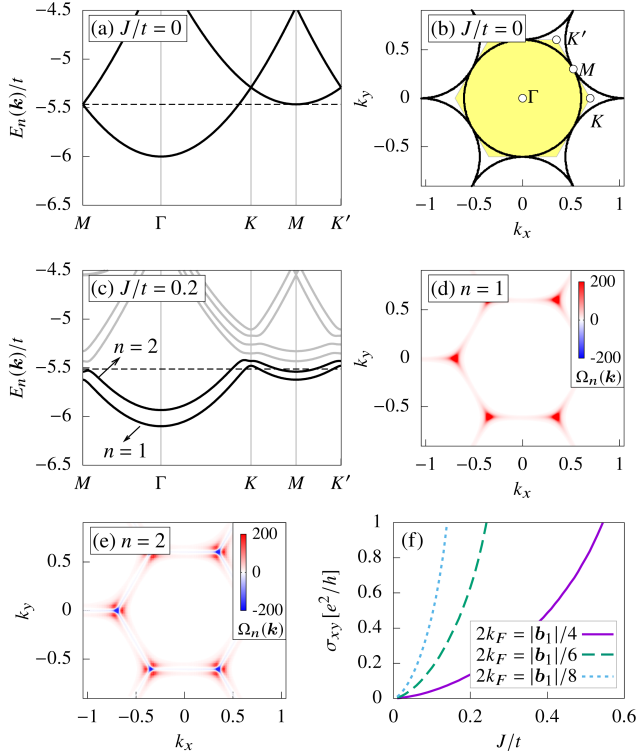 (a) J/t = 0
E_n(k)/t
-4.5
-5
-5.5
-6
-6.5
M Γ K M K′
(b) J/t = 0
k_y
0.5
0
-0.5
K′
M
Γ
K
-1 -0.5 0 0.5 1
k_x
(c) J/t = 0.2
E_n(k)/t
-4.5
-5
-5.5
-6
-6.5
n = 2
n = 1
M Γ K M K′
(d) n = 1
k_y
0.5
0
-0.5
200
0
-200
Ω_n(k)
-1 -0.5 0 0.5 1
k_x
(e) n = 2
k_y
0.5
0
-0.5
200
0
-200
Ω_n(k)
-1 -0.5 0 0.5 1
k_x
(f)
σ_xy [e²/h]
1
0.8
0.6
0.4
0.2
0
2k_F = |b_1|/4
2k_F = |b_1|/6
2k_F = |b_1|/8
0 0.2 0.4 0.6
J/t